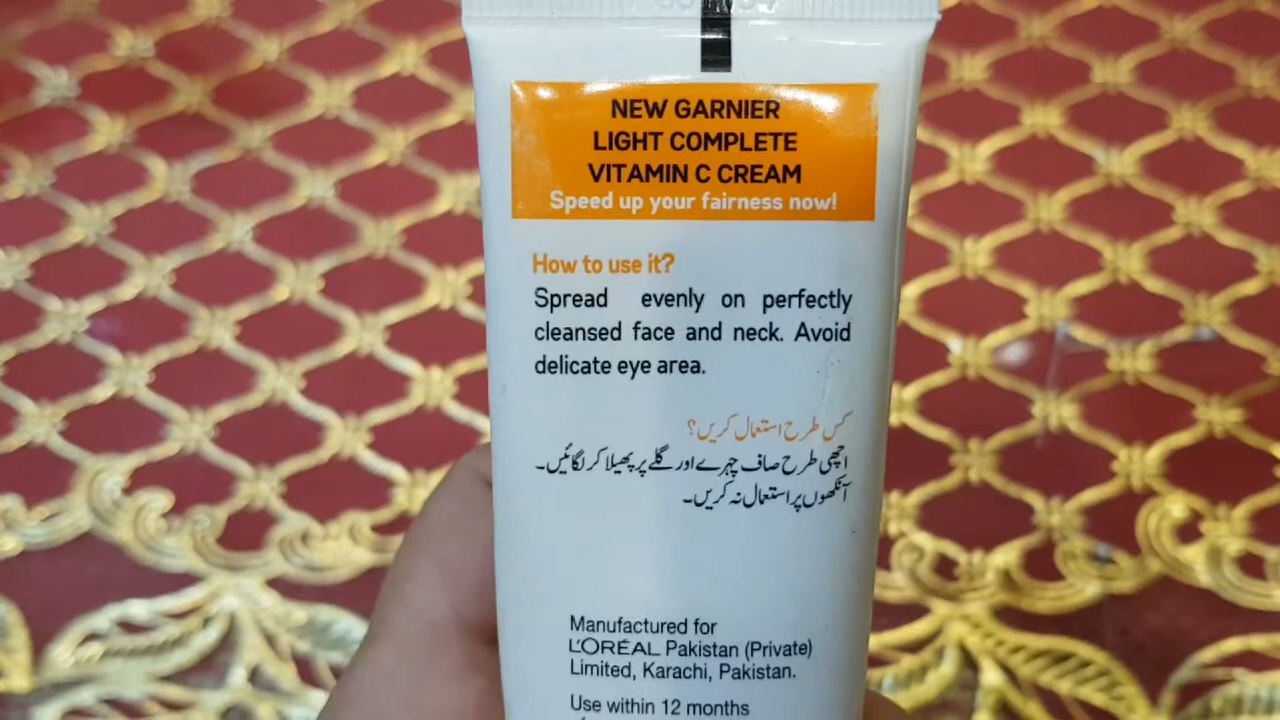 NEW GARNIER
LIGHT COMPLETE
VITAMIN C CREAM
Speed up your fairness now!
How to use it?
Spread evenly on perfectly
cleansed face and neck. Avoid
delicate eye area.
کس طرح استعمال کریں؟
اچھی طرح صاف چہرے اور گلے پر پھیلا کر لگائیں۔
آنکھوں پر استعمال نہ کریں۔
Manufactured for
L'ORÉAL Pakistan (Private)
Limited, Karachi, Pakistan.
Use within 12 months